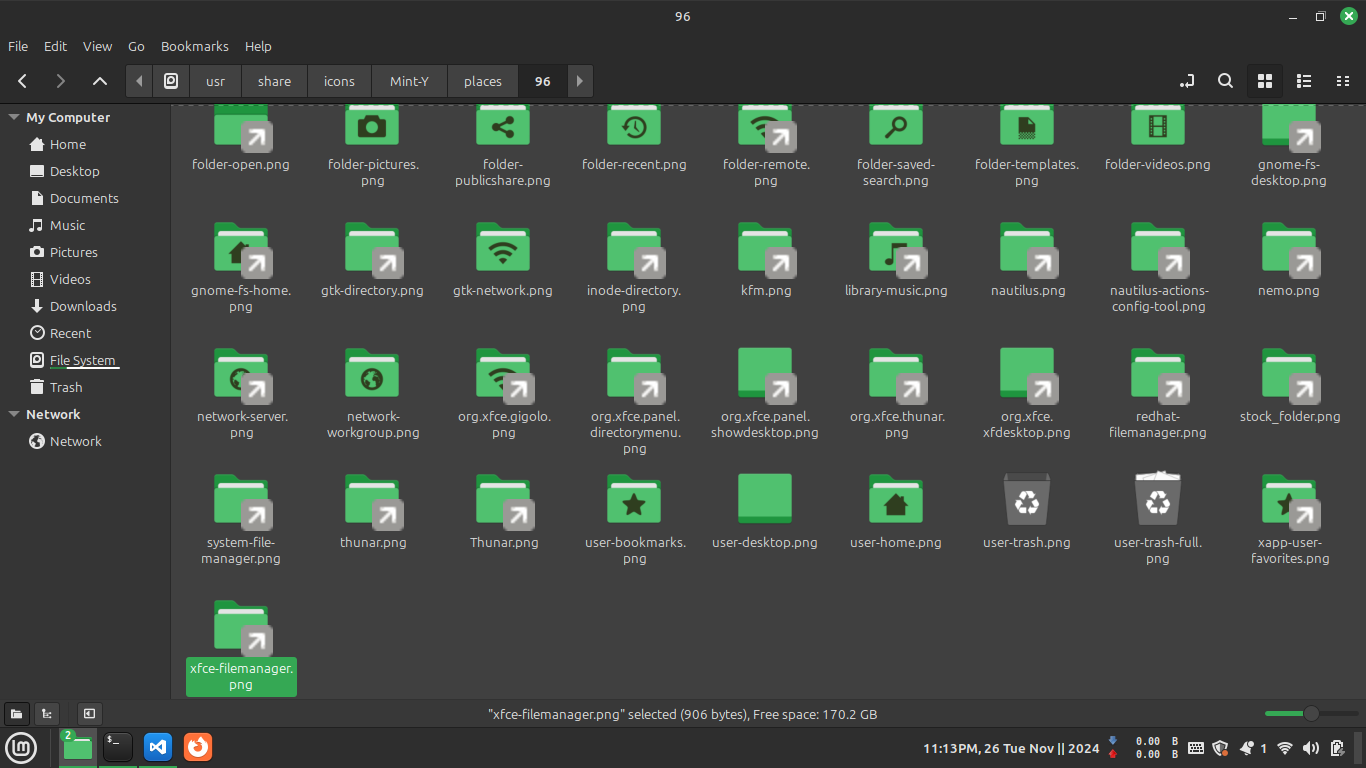 96
File Edit View Go Bookmarks Help
usr share icons Mint-Y places 96
My Computer
Home
Desktop
Documents
Music
Pictures
Videos
Downloads
Recent
File System
Trash
Network
Network
folder-open.png
folder-pictures.
png
folder-
publicshare.png
folder-recent.png
folder-remote.
png
folder-saved-
search.png
folder-templates.
png
folder-videos.png
gnome-fs-
desktop.png
gnome-fs-home.
png
gtk-directory.png
gtk-network.png
inode-directory.
png
kfm.png
library-music.png
nautilus.png
nautilus-actions-
config-tool.png
nemo.png
network-server.
png
network-
workgroup.png
org.xfce.gigolo.
png
org.xfce.panel.
directorymenu.
png
org.xfce.panel.
showdesktop.png
org.xfce.thunar.
png
org.xfce.
xfdesktop.png
redhat-
filemanager.png
stock_folder.png
system-file-
manager.png
thunar.png
Thunar.png
user-bookmarks.
png
user-desktop.png
user-home.png
user-trash.png
user-trash-full.
png
xapp-user-
favorites.png
xfce-filemanager.
png
"xfce-filemanager.png" selected (906 bytes), Free space: 170.2 GB
2
$_
11:13PM, 26 Tue Nov || 2024
0.00 B
0.00 B
1